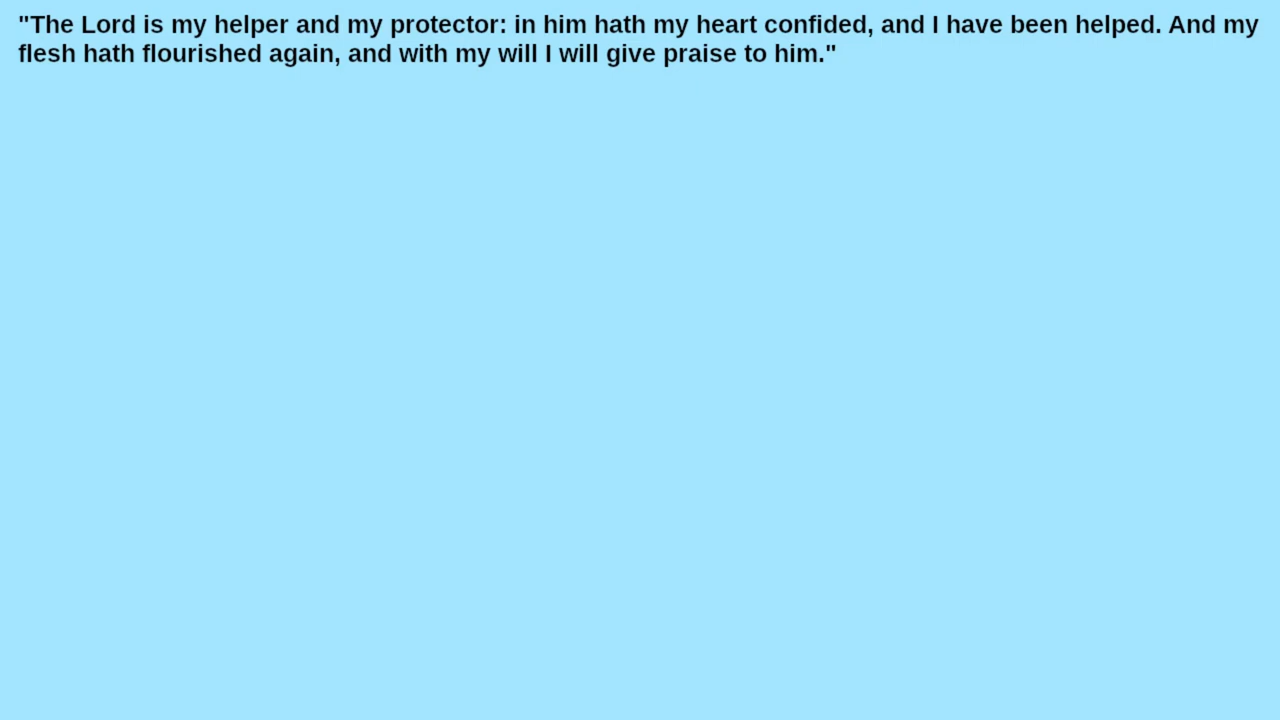 "The Lord is my helper and my protector: in him hath my heart confided, and I have been helped. And my
flesh hath flourished again, and with my will I will give praise to him."